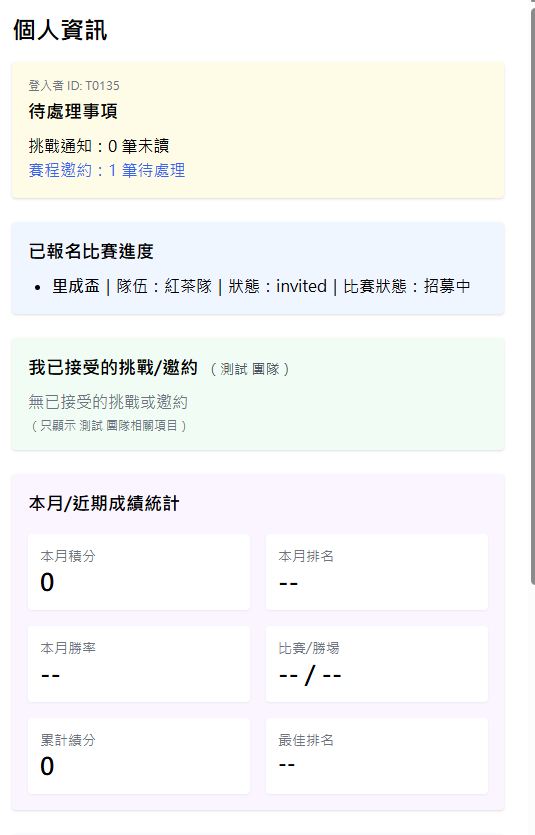 個人資訊
登入者 ID: T0135
待處理事項
挑戰通知：0 筆未讀
賽程邀約：1 筆待處理
已報名比賽進度
• 里成盃 | 隊伍：紅茶隊 | 狀態：invited | 比賽狀態：招募中
我已接受的挑戰/邀約 （ 測試 團隊 ）
無已接受的挑戰或邀約
（ 只顯示 測試 團隊相關項目 ）
本月/近期成績統計
本月積分
0
本月排名
--
本月勝率
--
比賽/勝場
-- / --
累計績分
0
最佳排名
--